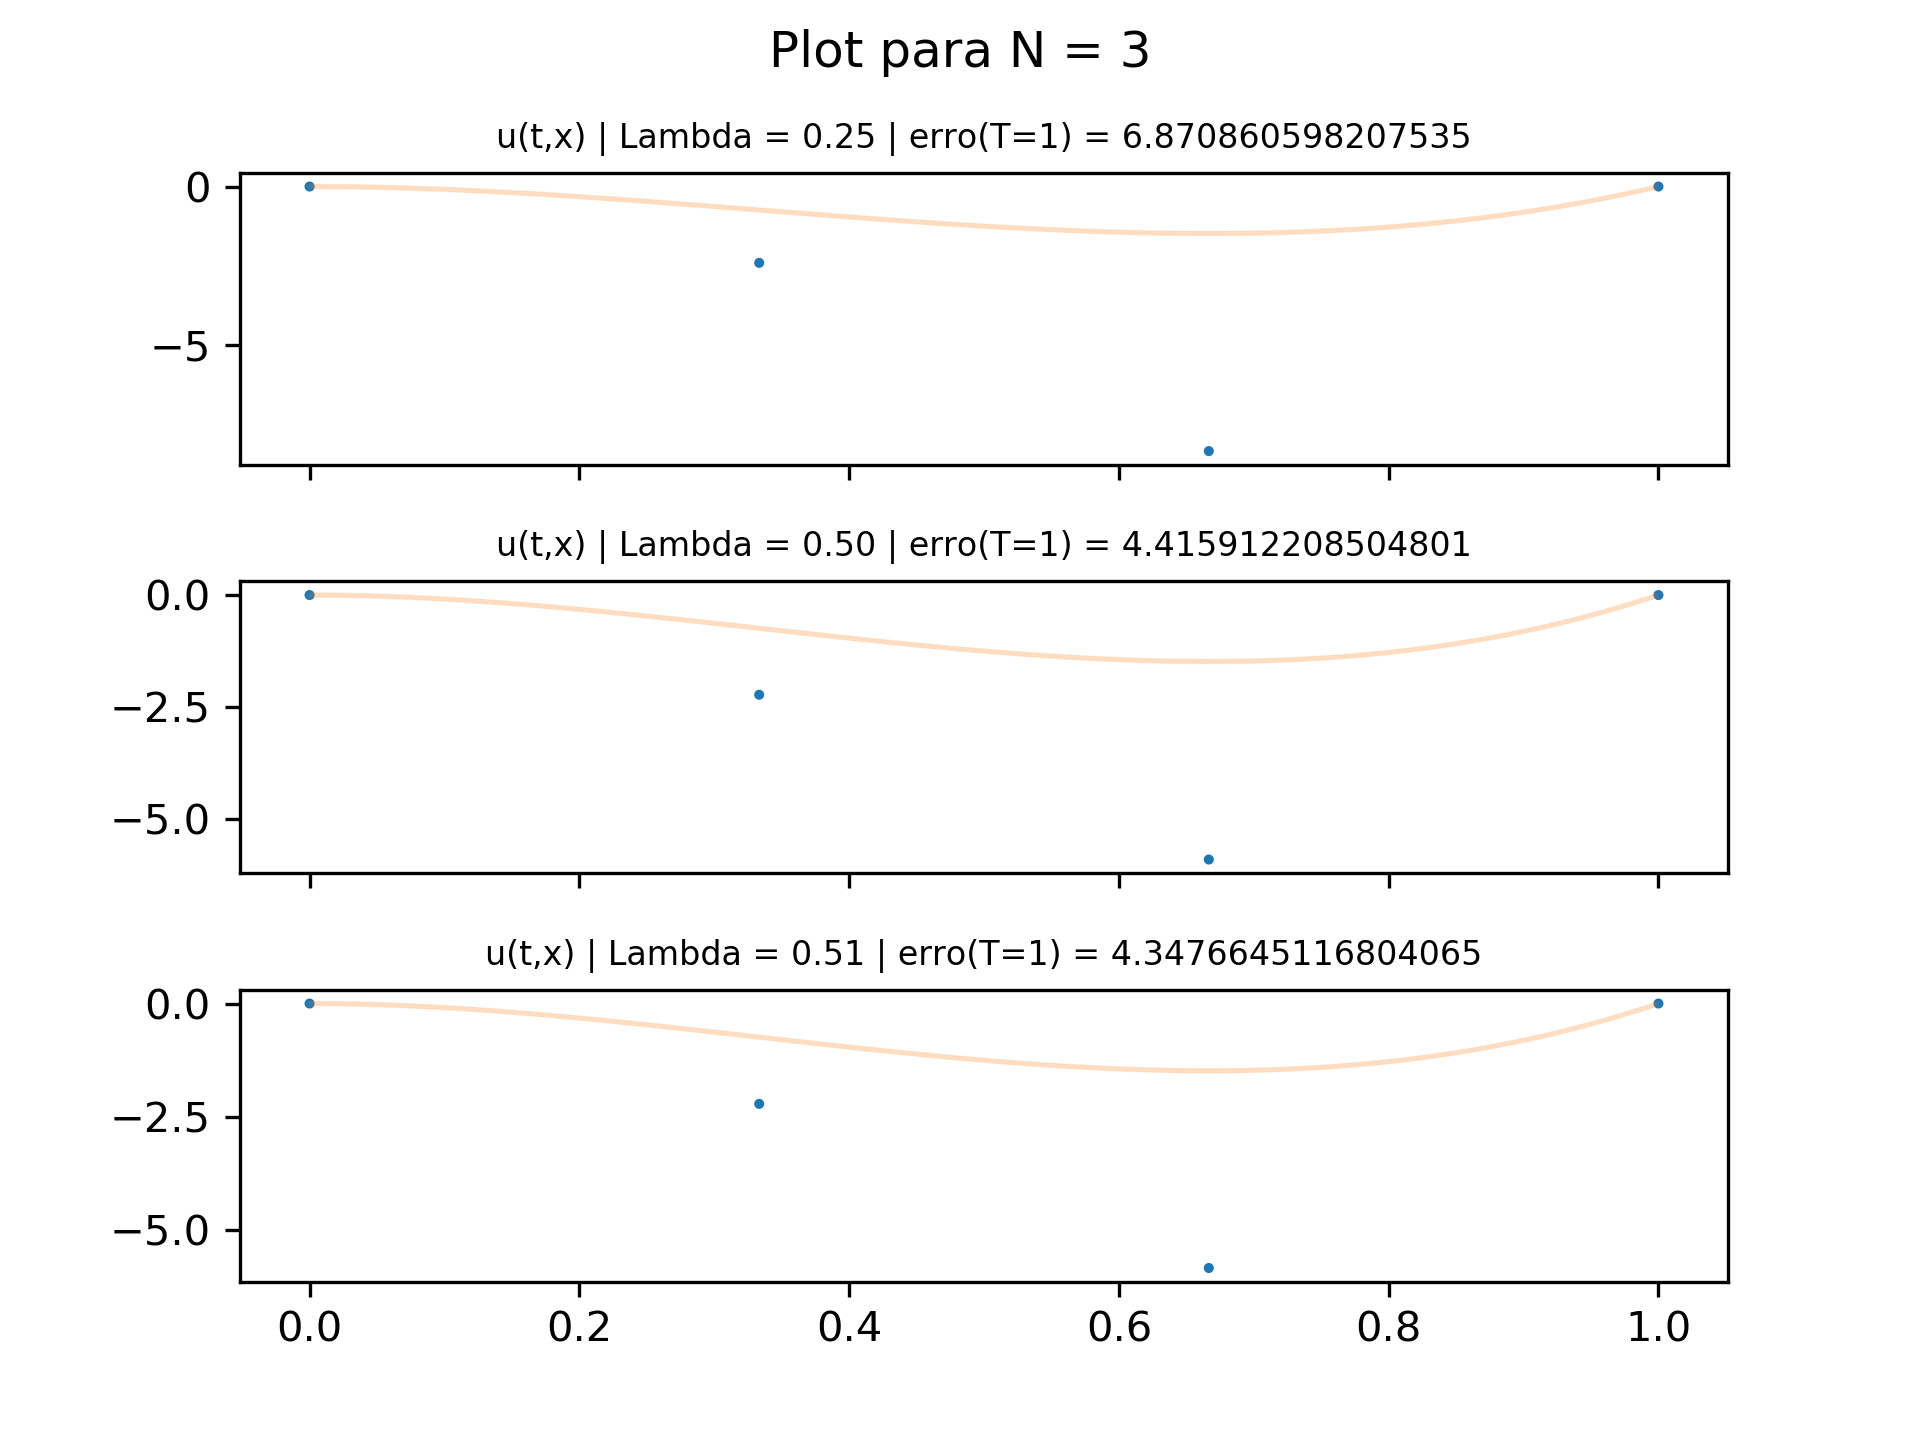 Plot para N = 3
u(t,x) | Lambda = 0.25 | erro(T=1) = 6.870860598207535
0
−5
u(t,x) | Lambda = 0.50 | erro(T=1) = 4.415912208504801
0.0
−2.5
−5.0
u(t,x) | Lambda = 0.51 | erro(T=1) = 4.3476645116804065
0.0
−2.5
−5.0
0.0 0.2 0.4 0.6 0.8 1.0